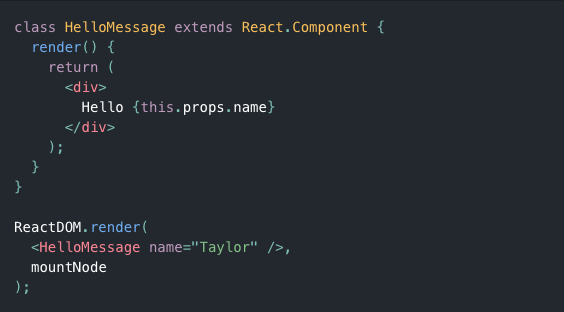 class HelloMessage extends React.Component {
  render() {
    return (
      <div>
        Hello {this.props.name}
      </div>
    );
  }
}

ReactDOM.render(
  <HelloMessage name="Taylor" />,
  mountNode
);